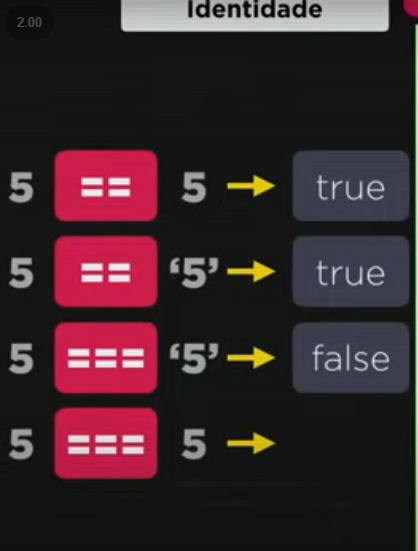 Identidade
2.00
5 == 5 → true
5 == ‘5’ → true
5 === ‘5’ → false
5 === 5 →